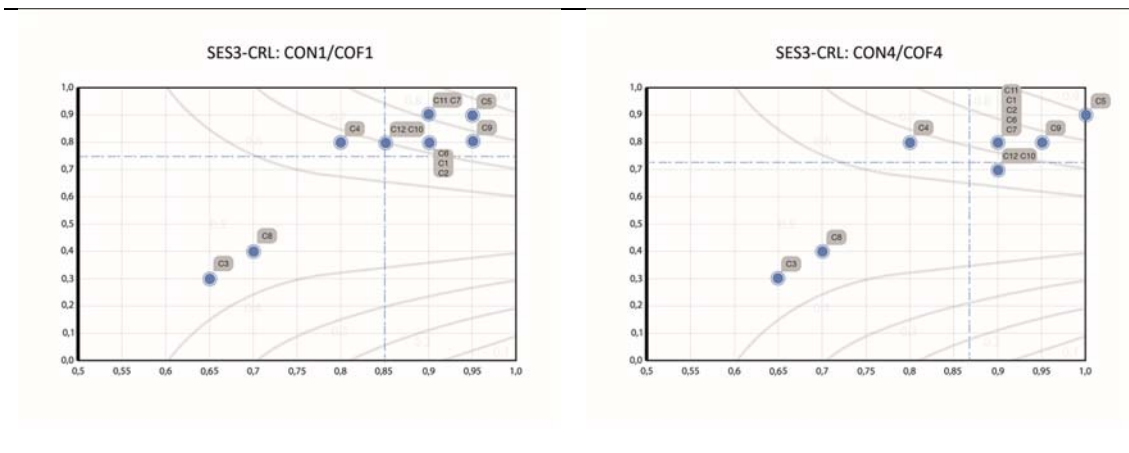 SES3-CRL: CON1/COF1
1,0
0,9
0,8
0,7
0,6
0,5
0,4
0,3
0,2
0,1
0,0
C11 C7
C5
C4
C12 C10
C9
C6
C1
C2
C8
C3
0,5 0,55 0,6 0,65 0,7 0,75 0,8 0,85 0,9 0,95 1,0
SES3-CRL: CON4/COF4
1,0
0,9
0,8
0,7
0,6
0,5
0,4
0,3
0,2
0,1
0,0
C11
C1
C2
C6
C7
C5
C4
C9
C12 C10
C8
C3
0,5 0,55 0,6 0,65 0,7 0,75 0,8 0,85 0,9 0,95 1,0